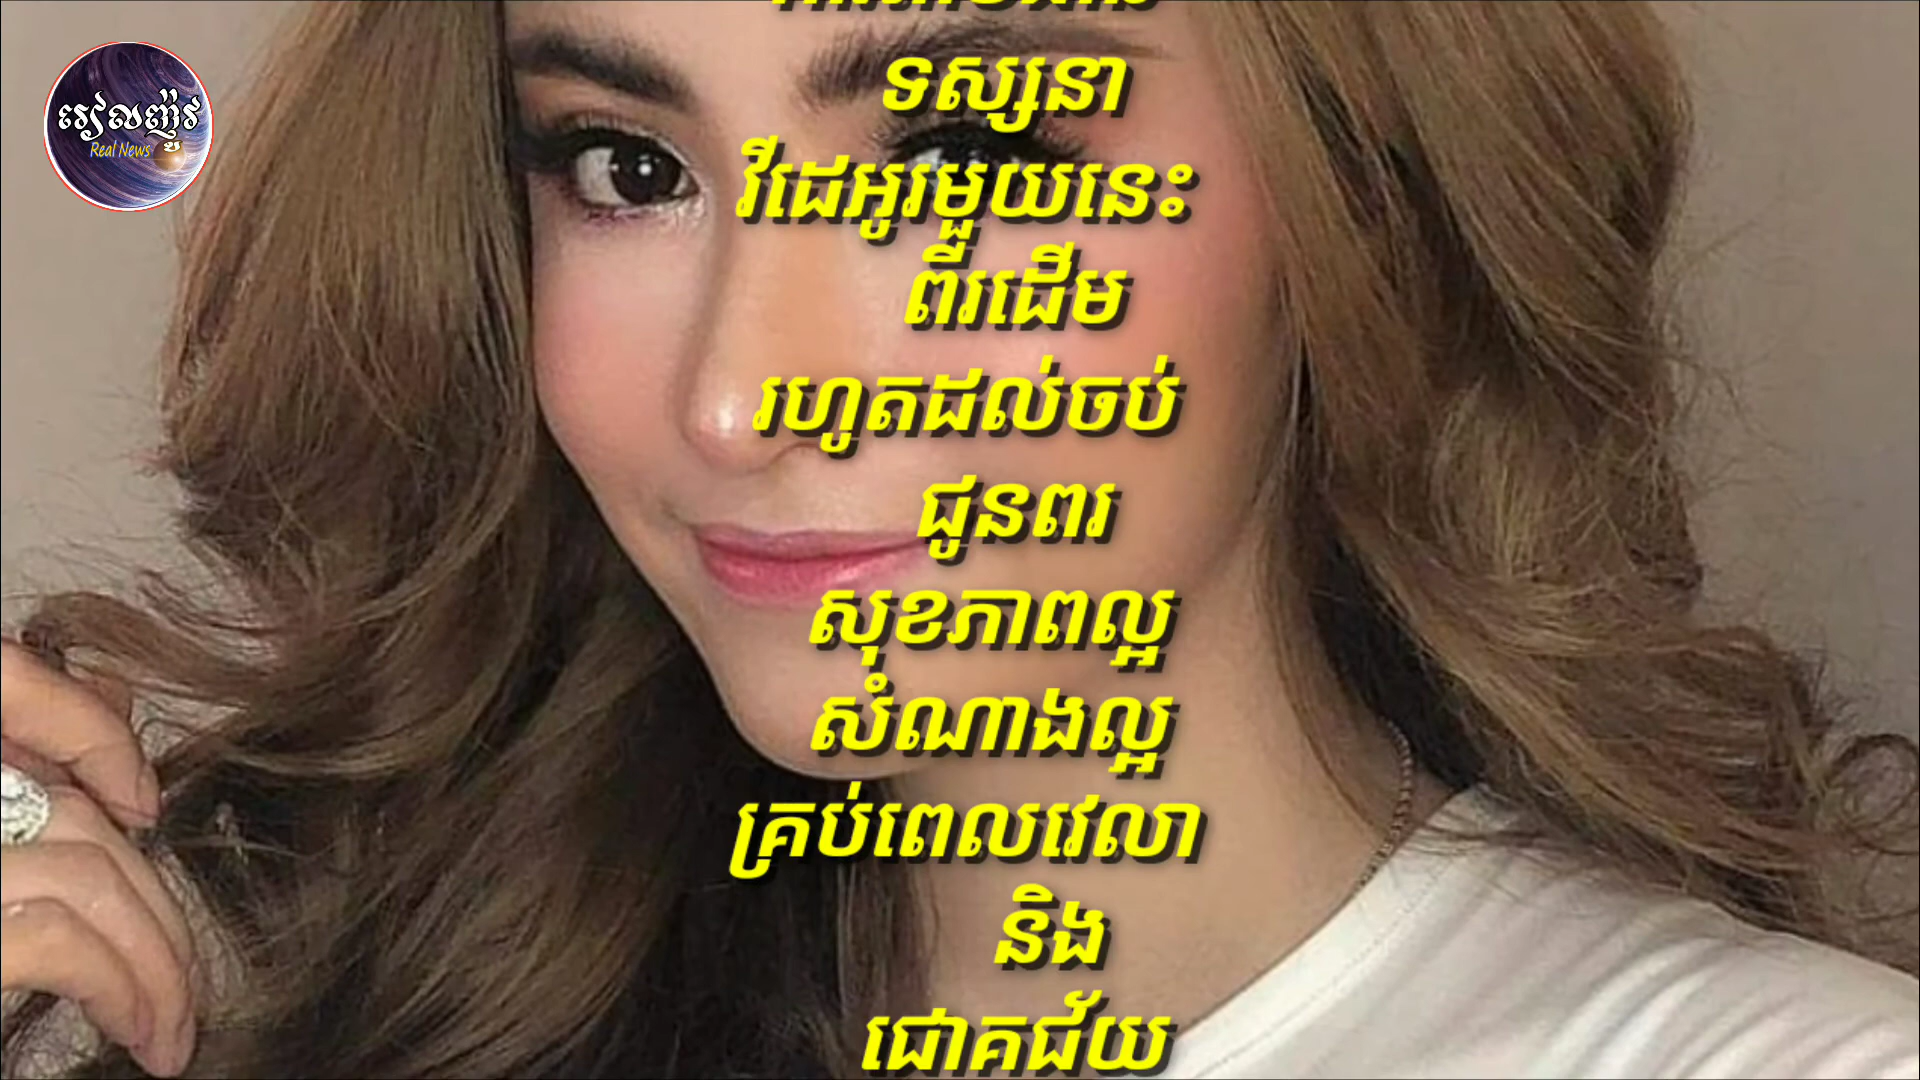 រៀលញ៉ូវ
Real News
ទស្សនា
វីដេអូរមួយនេះ
ពីរដើម
រហូតដល់ចប់
ជូនពរ
សុខភាពល្អ
សំណាងល្អ
គ្រប់ពេលវេលា
និង
ជោគជ័យ